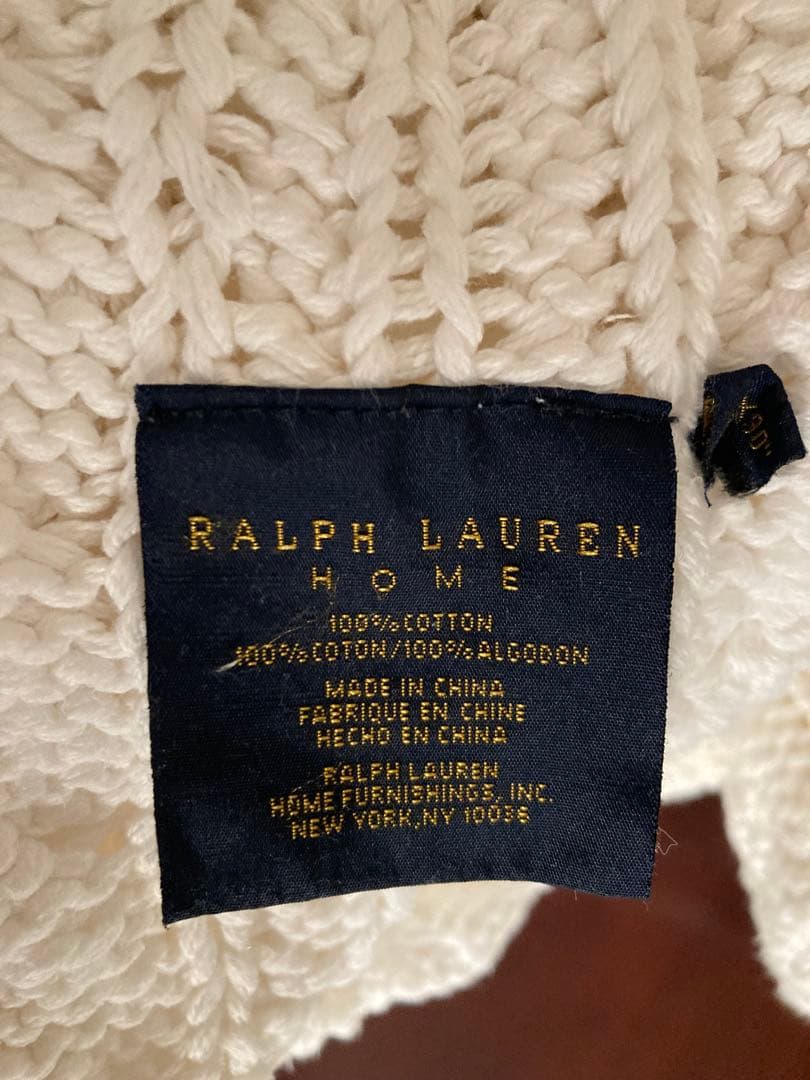 RALPH LAUREN
HOME
100% COTTON
100% COTON/100% ALGODON
MADE IN CHINA
FABRIQUE EN CHINE
HECHO EN CHINA
RALPH LAUREN
HOME FURNISHINGS, INC.
NEW YORK, NY 10036